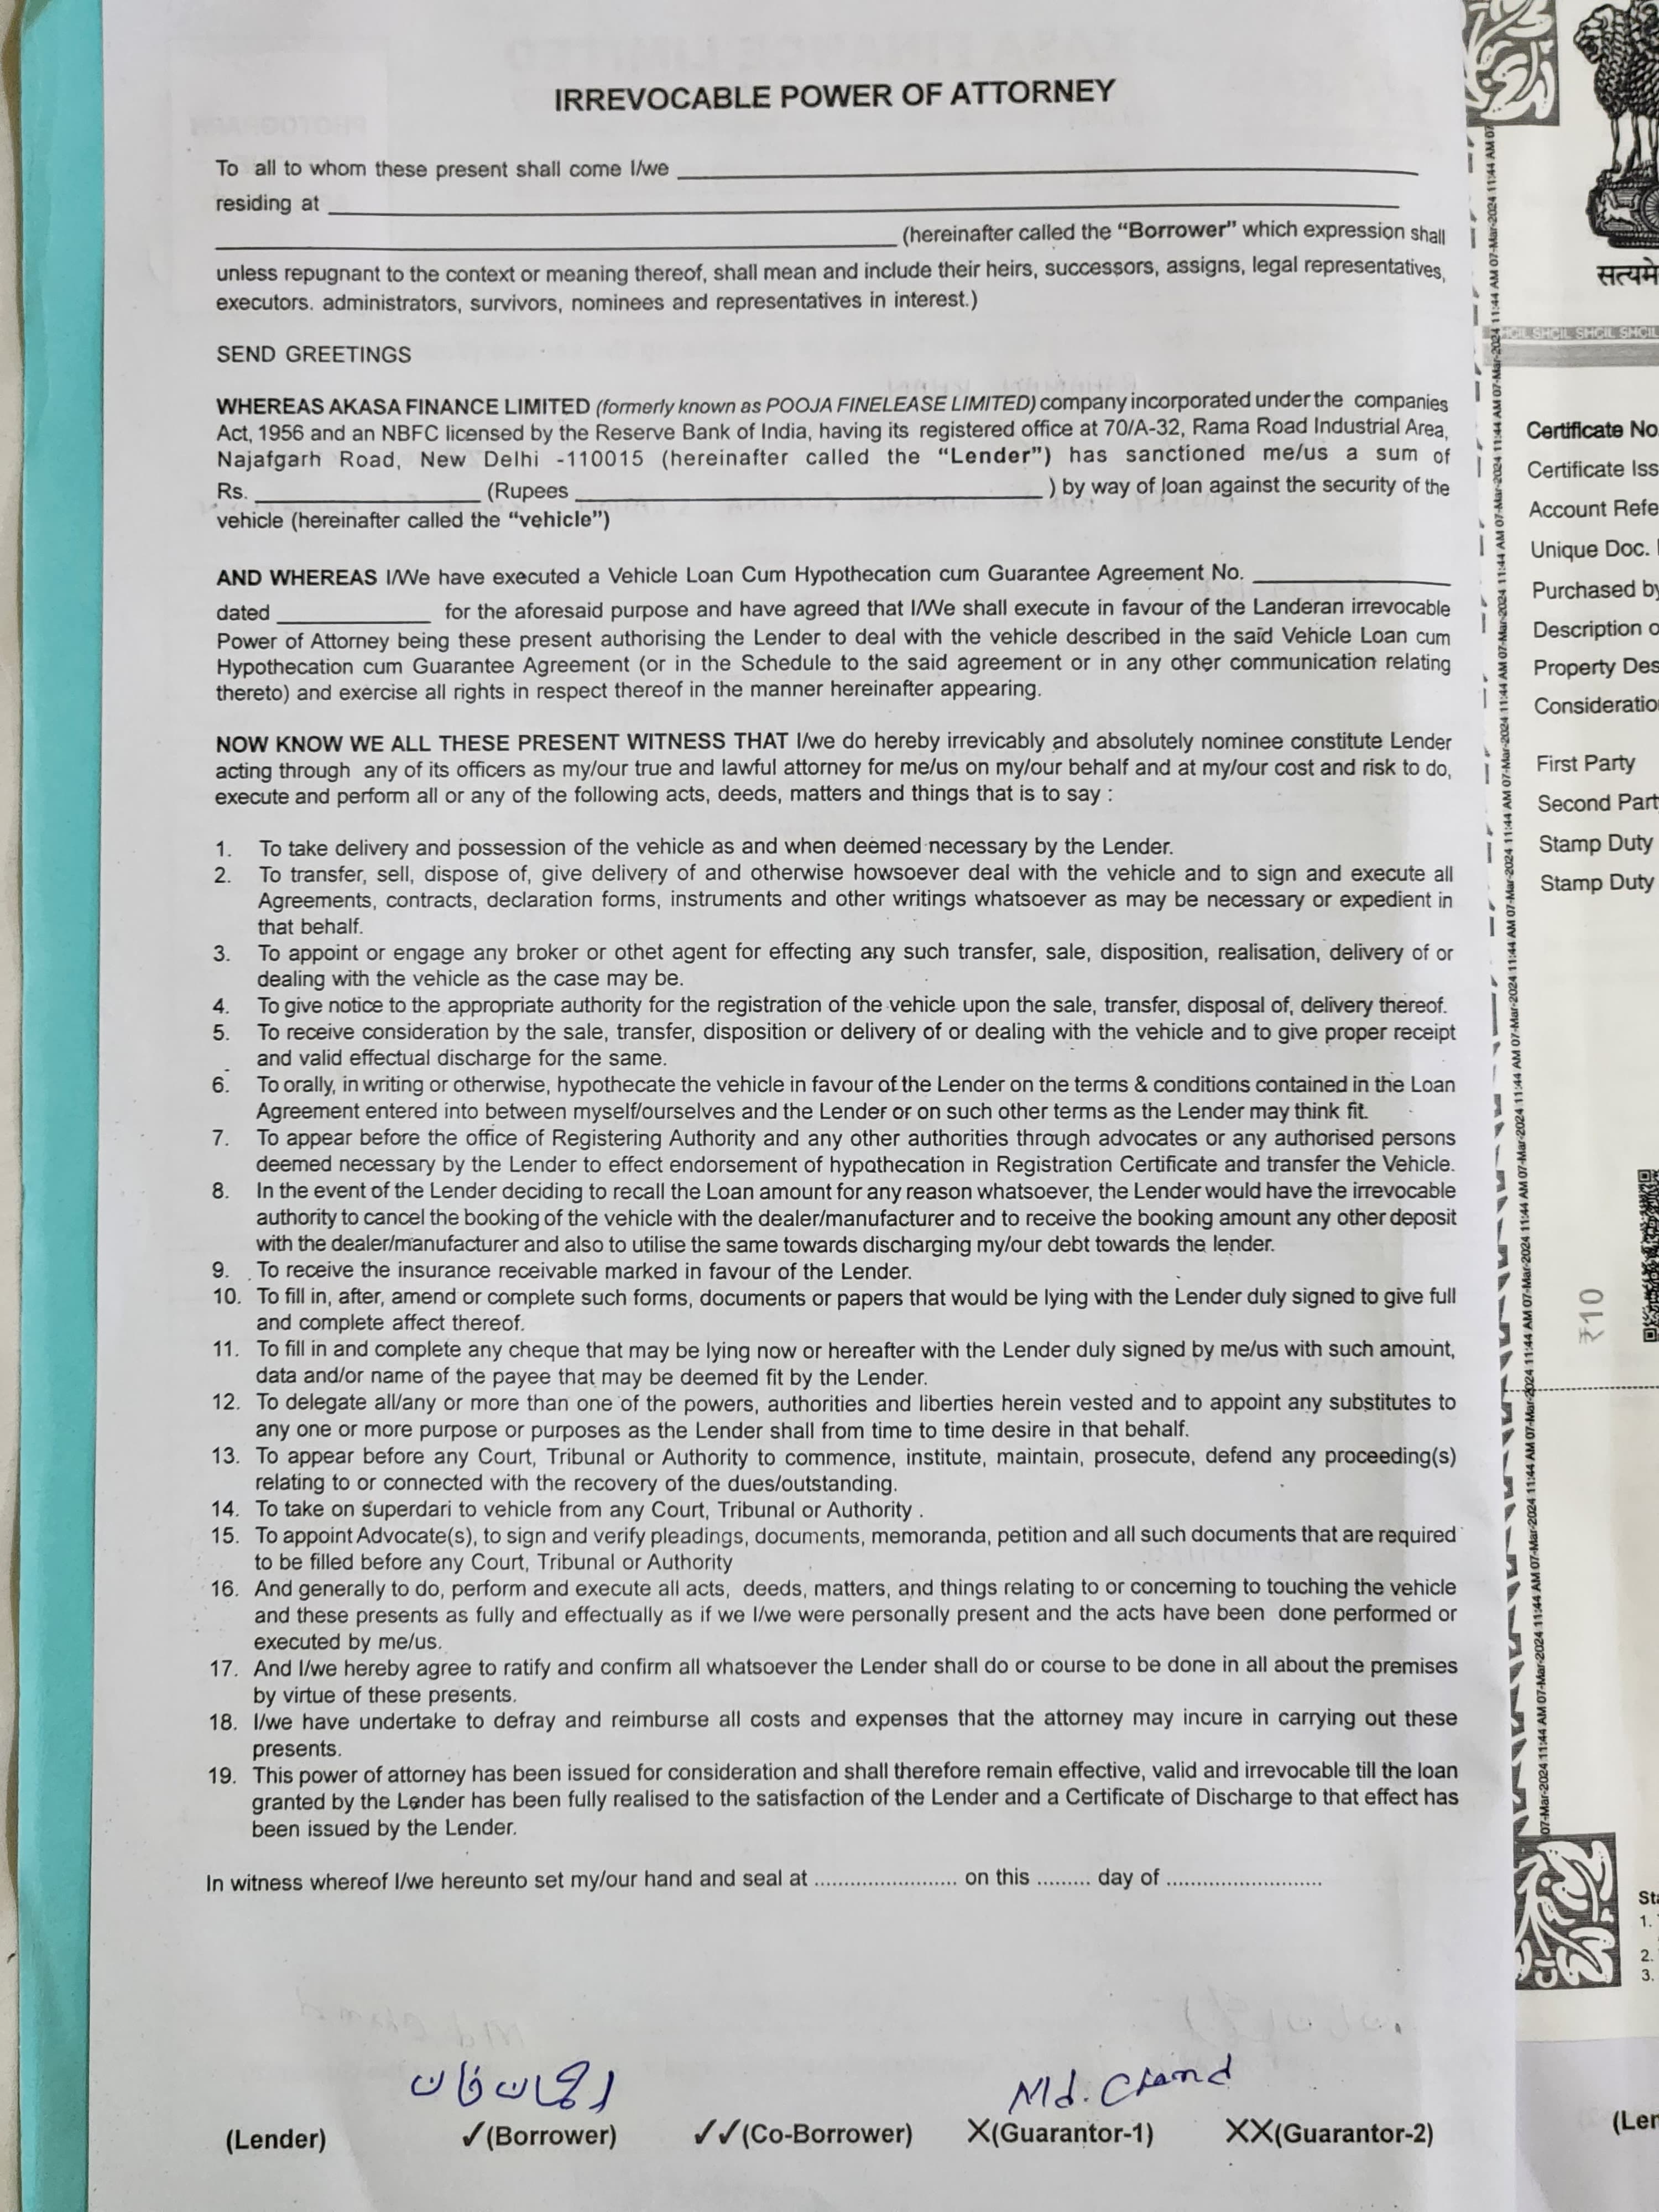 IRREVOCABLE POWER OF ATTORNEY
To all to whom these present shall come I/we
residing at
(hereinafter called the “Borrower” which expression shall
unless repugnant to the context or meaning thereof, shall mean and include their heirs, successors, assigns, legal representatives,
executors. administrators, survivors, nominees and representatives in interest.)
SEND GREETINGS
WHEREAS AKASA FINANCE LIMITED (formerly known as POOJA FINELEASE LIMITED) company incorporated under the companies
Act, 1956 and an NBFC licensed by the Reserve Bank of India, having its registered office at 70/A-32, Rama Road Industrial Area,
Najafgarh Road, New Delhi -110015 (hereinafter called the “Lender”) has sanctioned me/us a sum of
Rs. ____________ (Rupees ____________ ) by way of loan against the security of the
vehicle (hereinafter called the “vehicle”)
AND WHEREAS I/We have executed a Vehicle Loan Cum Hypothecation cum Guarantee Agreement No.
dated ____________ for the aforesaid purpose and have agreed that I/We shall execute in favour of the Landeran irrevocable
Power of Attorney being these present authorising the Lender to deal with the vehicle described in the said Vehicle Loan cum
Hypothecation cum Guarantee Agreement (or in the Schedule to the said agreement or in any other communication relating
thereto) and exercise all rights in respect thereof in the manner hereinafter appearing.
NOW KNOW WE ALL THESE PRESENT WITNESS THAT I/we do hereby irrevicably and absolutely nominee constitute Lender
acting through any of its officers as my/our true and lawful attorney for me/us on my/our behalf and at my/our cost and risk to do,
execute and perform all or any of the following acts, deeds, matters and things that is to say :
1. To take delivery and possession of the vehicle as and when deemed necessary by the Lender.
2. To transfer, sell, dispose of, give delivery of and otherwise howsoever deal with the vehicle and to sign and execute all
Agreements, contracts, declaration forms, instruments and other writings whatsoever as may be necessary or expedient in
that behalf.
3. To appoint or engage any broker or othet agent for effecting any such transfer, sale, disposition, realisation, delivery of or
dealing with the vehicle as the case may be.
4. To give notice to the appropriate authority for the registration of the vehicle upon the sale, transfer, disposal of, delivery thereof.
5. To receive consideration by the sale, transfer, disposition or delivery of or dealing with the vehicle and to give proper receipt
and valid effectual discharge for the same.
6. To orally, in writing or otherwise, hypothecate the vehicle in favour of the Lender on the terms & conditions contained in the Loan
Agreement entered into between myself/ourselves and the Lender or on such other terms as the Lender may think fit.
7. To appear before the office of Registering Authority and any other authorities through advocates or any authorised persons
deemed necessary by the Lender to effect endorsement of hypothecation in Registration Certificate and transfer the Vehicle.
8. In the event of the Lender deciding to recall the Loan amount for any reason whatsoever, the Lender would have the irrevocable
authority to cancel the booking of the vehicle with the dealer/manufacturer and to receive the booking amount any other deposit
with the dealer/manufacturer and also to utilise the same towards discharging my/our debt towards the lender.
9. To receive the insurance receivable marked in favour of the Lender.
10. To fill in, after, amend or complete such forms, documents or papers that would be lying with the Lender duly signed to give full
and complete affect thereof.
11. To fill in and complete any cheque that may be lying now or hereafter with the Lender duly signed by me/us with such amount,
data and/or name of the payee that may be deemed fit by the Lender.
12. To delegate all/any or more than one of the powers, authorities and liberties herein vested and to appoint any substitutes to
any one or more purpose or purposes as the Lender shall from time to time desire in that behalf.
13. To appear before any Court, Tribunal or Authority to commence, institute, maintain, prosecute, defend any proceeding(s)
relating to or connected with the recovery of the dues/outstanding.
14. To take on superdari to vehicle from any Court, Tribunal or Authority .
15. To appoint Advocate(s), to sign and verify pleadings, documents, memoranda, petition and all such documents that are required
to be filled before any Court, Tribunal or Authority
16. And generally to do, perform and execute all acts, deeds, matters, and things relating to or concerning to touching the vehicle
and these presents as fully and effectually as if we I/we were personally present and the acts have been done performed or
executed by me/us.
17. And I/we hereby agree to ratify and confirm all whatsoever the Lender shall do or course to be done in all about the premises
by virtue of these presents.
18. I/we have undertake to defray and reimburse all costs and expenses that the attorney may incure in carrying out these
presents.
19. This power of attorney has been issued for consideration and shall therefore remain effective, valid and irrevocable till the loan
granted by the Lender has been fully realised to the satisfaction of the Lender and a Certificate of Discharge to that effect has
been issued by the Lender.
In witness whereof I/we hereunto set my/our hand and seal at ........................ on this ......... day of ..........................
Md. Chand
(Lender) ✓(Borrower) ✓✓(Co-Borrower) X(Guarantor-1) XX(Guarantor-2)
सत्यमे
SHCIL SHCIL
Certificate No.
Certificate Iss
Account Refe
Unique Doc.
Purchased by
Description o
Property Des
Consideratio
First Party
Second Part
Stamp Duty
Stamp Duty
₹10
07-Mar-2024 11:44 AM
Sta
1.
2.
3.
(Ler